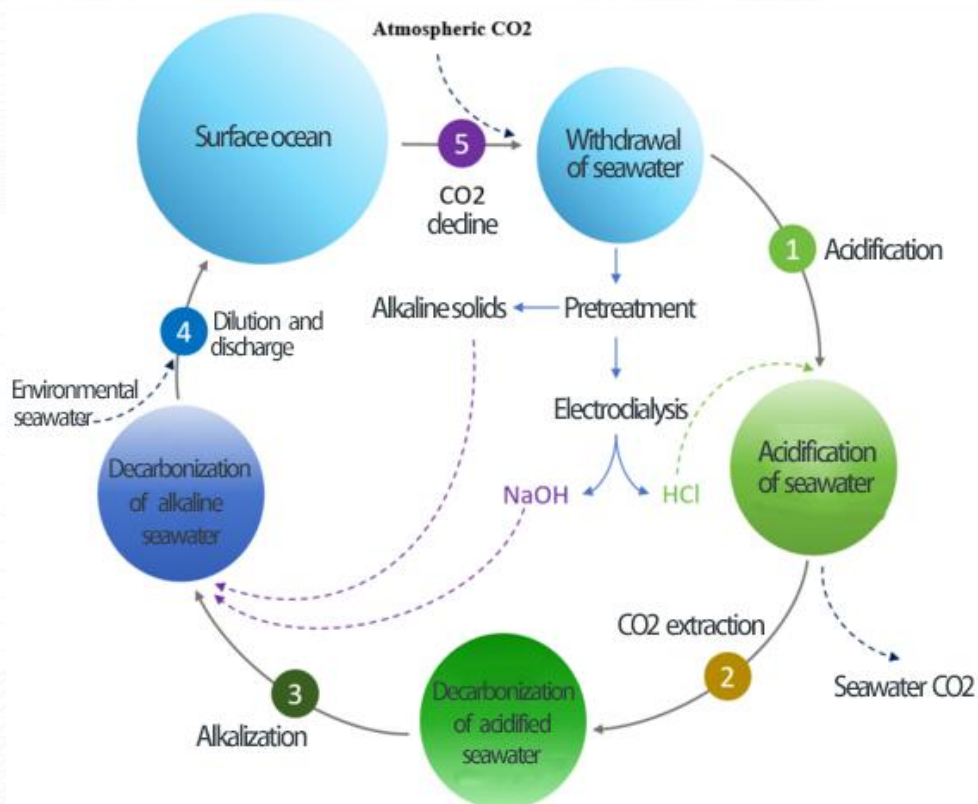 Atmospheric CO2
Surface ocean
5
Withdrawal
of seawater
CO2
decline
1
Acidification
Alkaline solids
Pretreatment
4
Dilution and
discharge
Environmental
seawater
Electrodialysis
Acidification
of seawater
Decarbonization
of alkaline
seawater
NaOH
HCl
CO2 extraction
2
Seawater CO2
3
Alkalization
Decarbonization
of acidified
seawater